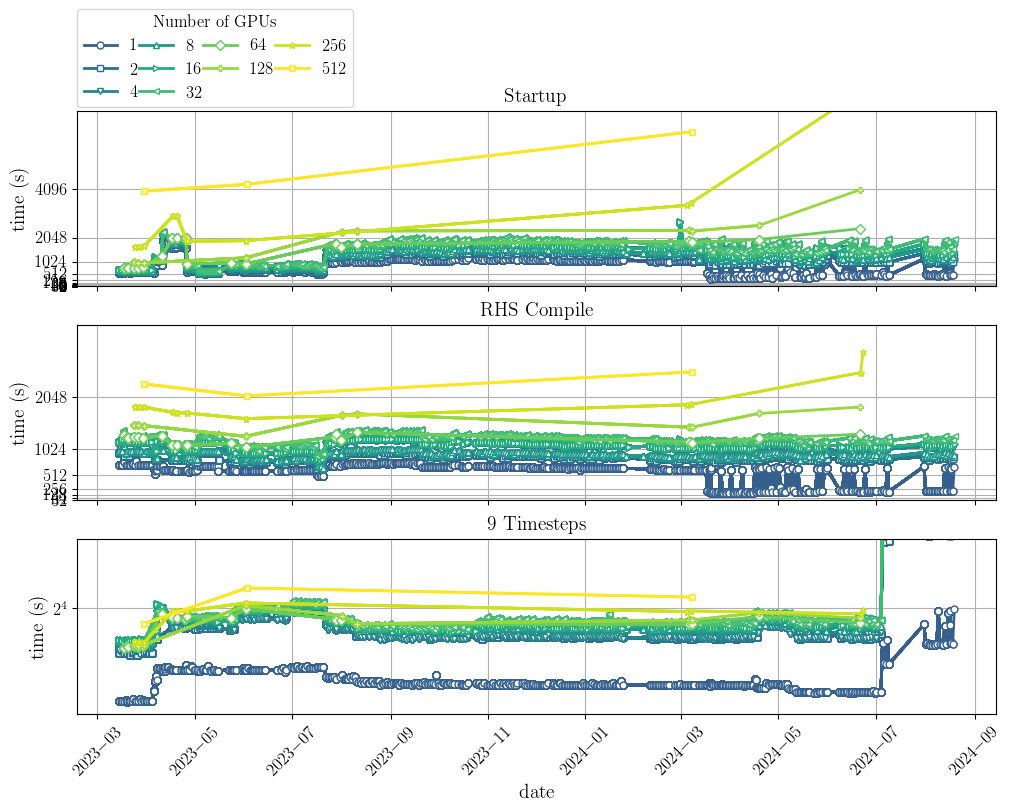 Number of GPUs
1 8 64 256
2 16 128 512
4 32
Startup
time (s)
4096
2048
1024
512
RHS Compile
time (s)
2048
1024
512
256
128
9 Timesteps
time (s)
2⁴
2023−03 2023−05 2023−07 2023−09 2023−11 2024−01 2024−03 2024−05 2024−07 2024−09
date